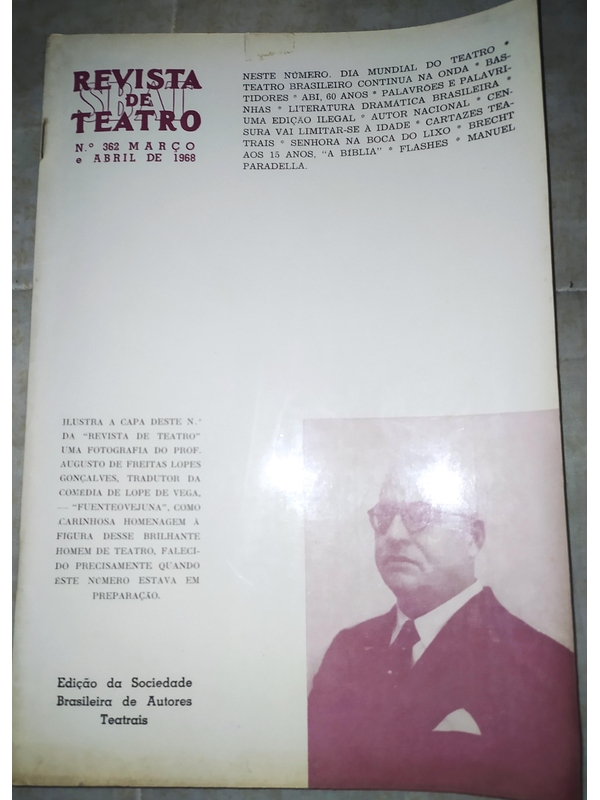 REVISTA
SBAT
DE
TEATRO
N.º 362 MARÇO
e ABRIL DE 1968
NESTE NÚMERO. DIA MUNDIAL DO TEATRO *
TEATRO BRASILEIRO CONTINUA NA ONDA * BAS-
TIDORES * ABI, 60 ANOS * PALAVRÕES E PALAVRI-
NHAS * LITERATURA DRAMÁTICA BRASILEIRA *
UMA EDIÇÃO ILEGAL * AUTOR NACIONAL * CEN-
SURA VAI LIMITAR-SE À IDADE * CARTAZES TEA-
TRAIS * SENHORA NA BOCA DO LIXO * BRECHT
AOS 15 ANOS, "A BÍBLIA" * FLASHES * MANUEL
PARADELLA.
ILUSTRA A CAPA DESTE N.º
DA "REVISTA DE TEATRO"
UMA FOTOGRAFIA DO PROF.
AUGUSTO DE FREITAS LOPES
GONÇALVES, TRADUTOR DA
COMÉDIA DE LOPE DE VEGA,
— "FUENTEOVEJUNA", COMO
CARINHOSA HOMENAGEM À
FIGURA DESSE BRILHANTE
HOMEM DE TEATRO, FALECI-
DO PRECISAMENTE QUANDO
ÊSTE NÚMERO ESTAVA EM
PREPARAÇÃO.
Edição da Sociedade
Brasileira de Autores
Teatrais